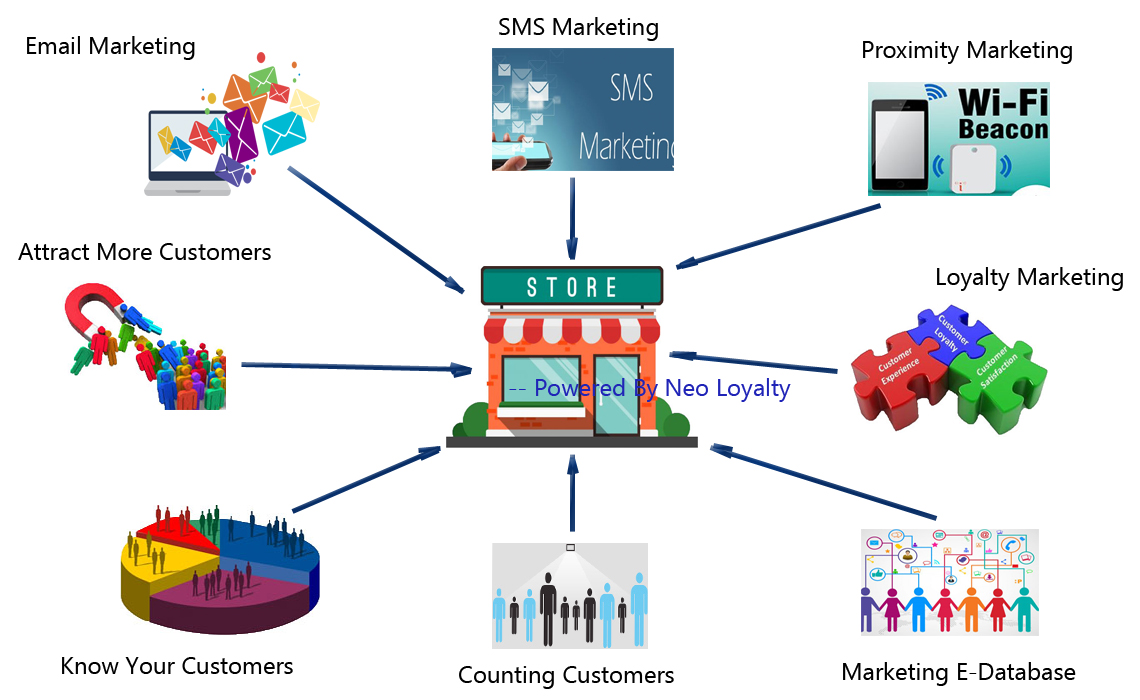 SMS Marketing
Email Marketing
Proximity Marketing
SMS
Marketing
Wi-Fi
Beacon
Attract More Customers
Loyalty Marketing
STORE
Customer
Loyalty
Customer
Experience
Customer
Satisfaction
-- Powered By Neo Loyalty
Know Your Customers
Counting Customers
Marketing E-Database